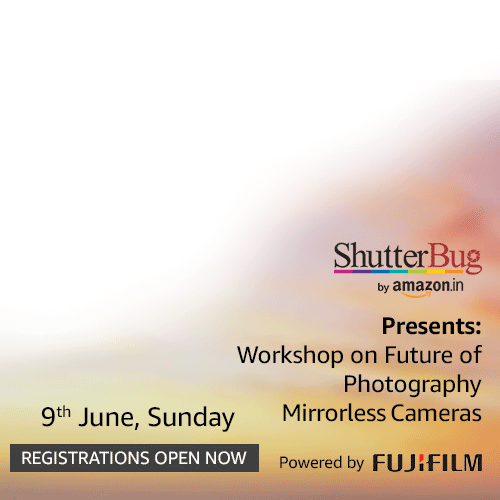 ShutterBug
by amazon.in
Presents:
Workshop on Future of
Photography
Mirrorless Cameras
9th June, Sunday
REGISTRATIONS OPEN NOW
Powered by FUJIFILM